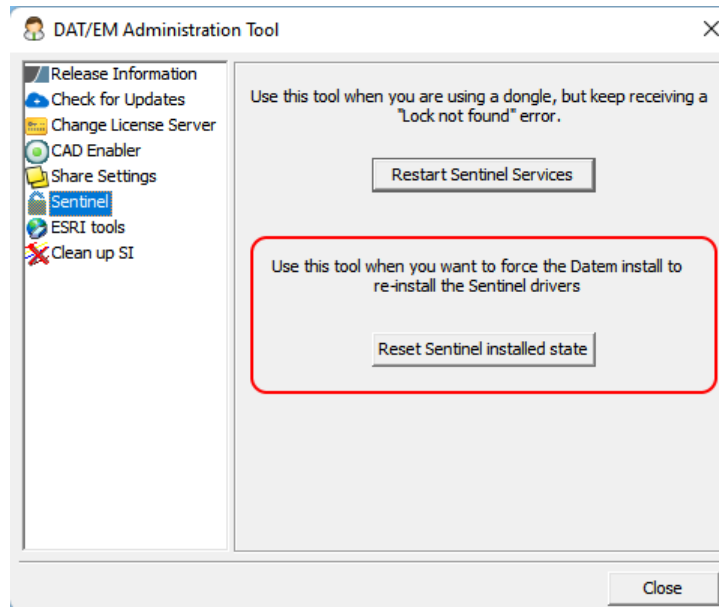 DAT/EM Administration Tool
Release Information
Check for Updates
Change License Server
CAD Enabler
Share Settings
Sentinel
ESRI tools
Clean up SI
Use this tool when you are using a dongle, but keep receiving a
"Lock not found" error.
Restart Sentinel Services
Use this tool when you want to force the Datem install to
re-install the Sentinel drivers
Reset Sentinel installed state
Close